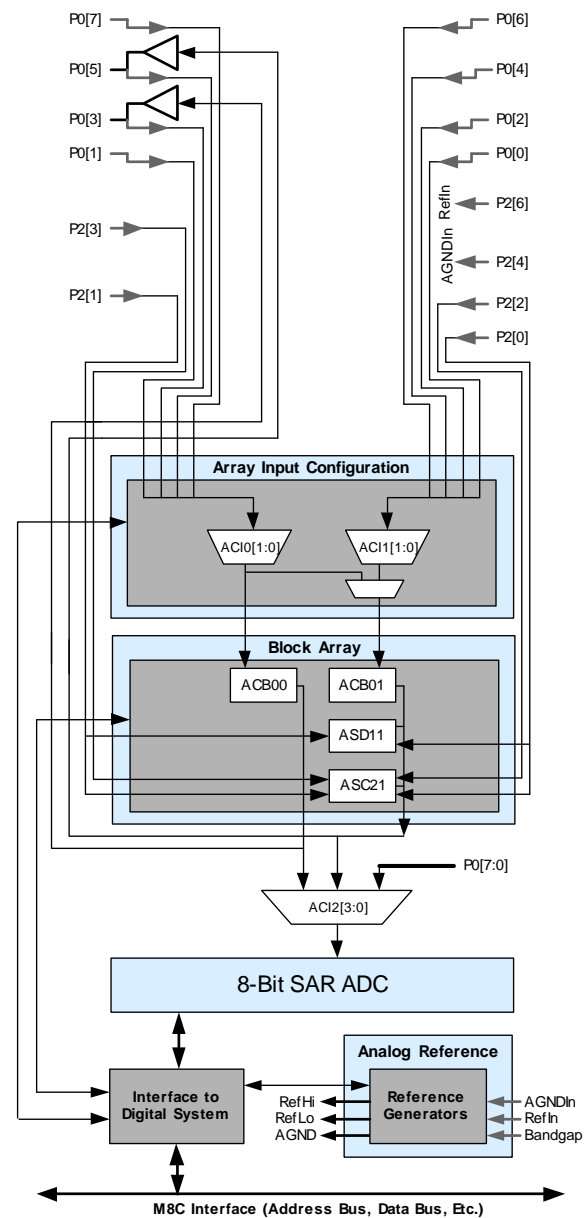 P0[7]
P0[6]
P0[5]
P0[4]
P0[3]
P0[2]
P0[1]
P0[0]
P2[6]
AGNDIn RefIn
P2[3]
P2[4]
P2[1]
P2[2]
P2[0]
Array Input Configuration
ACI0[1:0]
ACI1[1:0]
Block Array
ACB00
ACB01
ASD11
ASC21
P0[7:0]
ACI2[3:0]
8-Bit SAR ADC
Analog Reference
Interface to
Digital System
RefHi
RefLo
AGND
Reference
Generators
AGNDIn
RefIn
Bandgap
M8C Interface (Address Bus, Data Bus, Etc.)